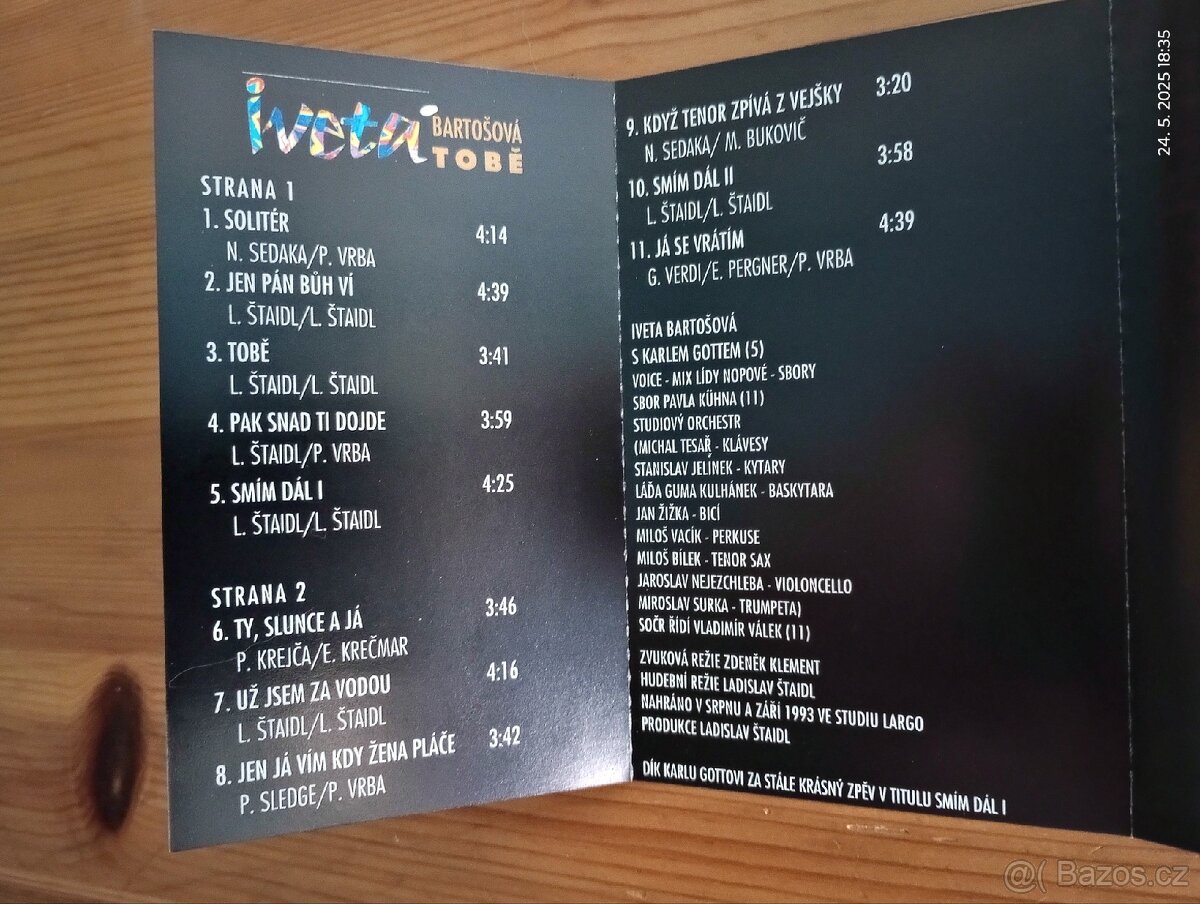 iveta BARTOŠOVÁ
TOBĚ
STRANA 1
1. SOLITÉR 4:14
N. SEDAKA/P. VRBA
2. JEN PÁN BŮH VÍ 4:39
L. ŠTAIDL/L. ŠTAIDL
3. TOBĚ 3:41
L. ŠTAIDL/L. ŠTAIDL
4. PAK SNAD TI DOJDE 3:59
L. ŠTAIDL/P. VRBA
5. SMÍM DÁL I 4:25
L. ŠTAIDL/L. ŠTAIDL
STRANA 2
6. TY, SLUNCE A JÁ 3:46
P. KREJČA/E. KREČMAR
7. UŽ JSEM ZA VODOU 4:16
L. ŠTAIDL/L. ŠTAIDL
8. JEN JÁ VÍM KDY ŽENA PLÁČE 3:42
P. SLEDGE/P. VRBA
9. KDYŽ TENOR ZPÍVÁ Z VEJŠKY 3:20
N. SEDAKA/ M. BUKOVIČ
10. SMÍM DÁL II 3:58
L. ŠTAIDL/L. ŠTAIDL
11. JÁ SE VRÁTÍM 4:39
G. VERDI/E. PERGNER/P. VRBA
IVETA BARTOŠOVÁ
S KARLEM GOTTEM (5)
VOICE - MIX LÍDY NOPOVÉ - SBORY
SBOR PAVLA KÜHNA (11)
STUDIOVÝ ORCHESTR
(MICHAL TESAŘ - KLÁVESY
STANISLAV JELÍNEK - KYTARY
LÁĎA GUMA KULHÁNEK - BASKYTARA
JAN ŽIŽKA - BICÍ
MILOŠ VACÍK - PERKUSE
MILOŠ BÍLEK - TENOR SAX
JAROSLAV NEJEZCHLEBA - VIOLONCELLO
MIROSLAV SURKA - TRUMPETA)
SOČR ŘÍDÍ VLADIMÍR VÁLEK (11)
ZVUKOVÁ REŽIE ZDENĚK KLEMENT
HUDEBNÍ REŽIE LADISLAV ŠTAIDL
NAHRÁNO V SRPNU A ZÁŘÍ 1993 VE STUDIU LARGO
PRODUKCE LADISLAV ŠTAIDL
DÍK KARLU GOTTOVI ZA STÁLE KRÁSNÝ ZPĚV V TITULU SMÍM DÁL I
24. 5. 2025 18:35
@( Bazos.cz